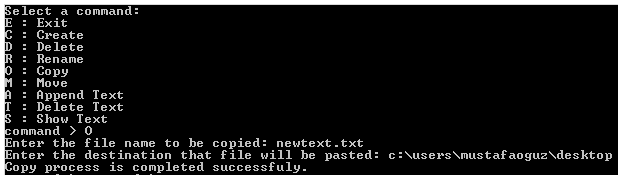 Select a command:
E : Exit
C : Create
D : Delete
R : Rename
O : Copy
M : Move
A : Append Text
T : Delete Text
S : Show Text
command > O
Enter the file name to be copied: newtext.txt
Enter the destination that file will be pasted: c:\users\mustafaoguz\desktop
Copy process is completed successfuly.